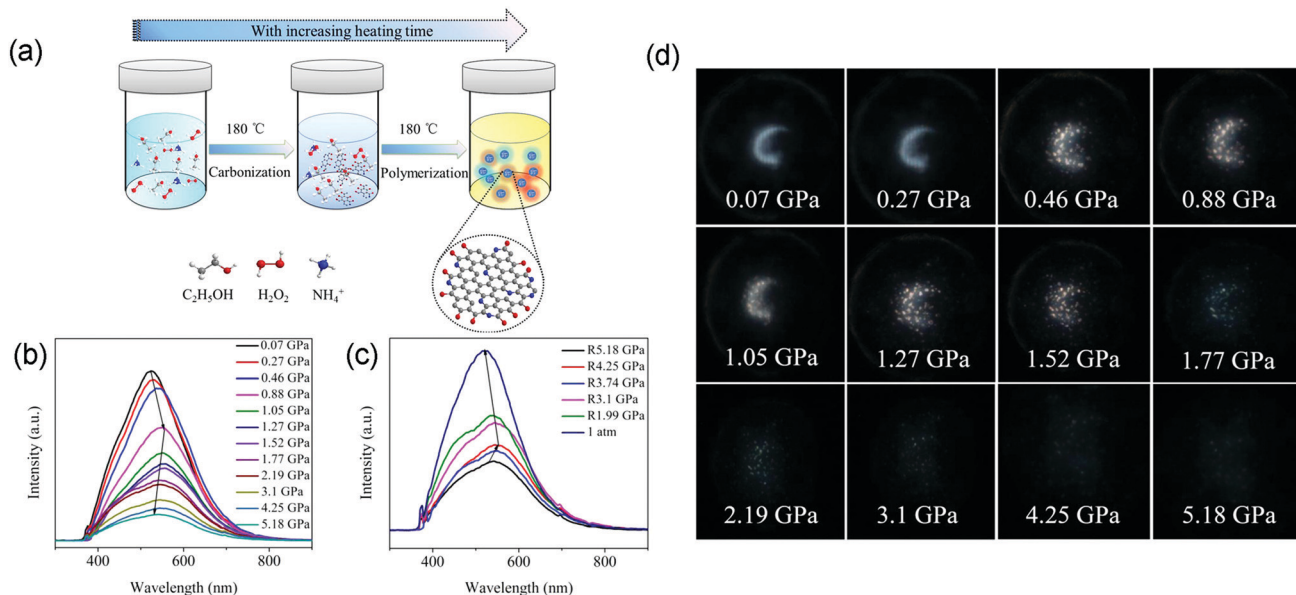 (a)
With increasing heating time
180 ℃
Carbonization
180 ℃
Polymerization
C₂H₅OH
H₂O₂
NH₄⁺
(b)
Intensity (a.u.)
0.07 GPa
0.27 GPa
0.46 GPa
0.88 GPa
1.05 GPa
1.27 GPa
1.52 GPa
1.77 GPa
2.19 GPa
3.1 GPa
4.25 GPa
5.18 GPa
400
600
800
Wavelength (nm)
(c)
Intensity (a.u.)
R5.18 GPa
R4.25 GPa
R3.74 GPa
R3.1 GPa
R1.99 GPa
1 atm
400
600
800
Wavelength (nm)
(d)
0.07 GPa
0.27 GPa
0.46 GPa
0.88 GPa
1.05 GPa
1.27 GPa
1.52 GPa
1.77 GPa
2.19 GPa
3.1 GPa
4.25 GPa
5.18 GPa